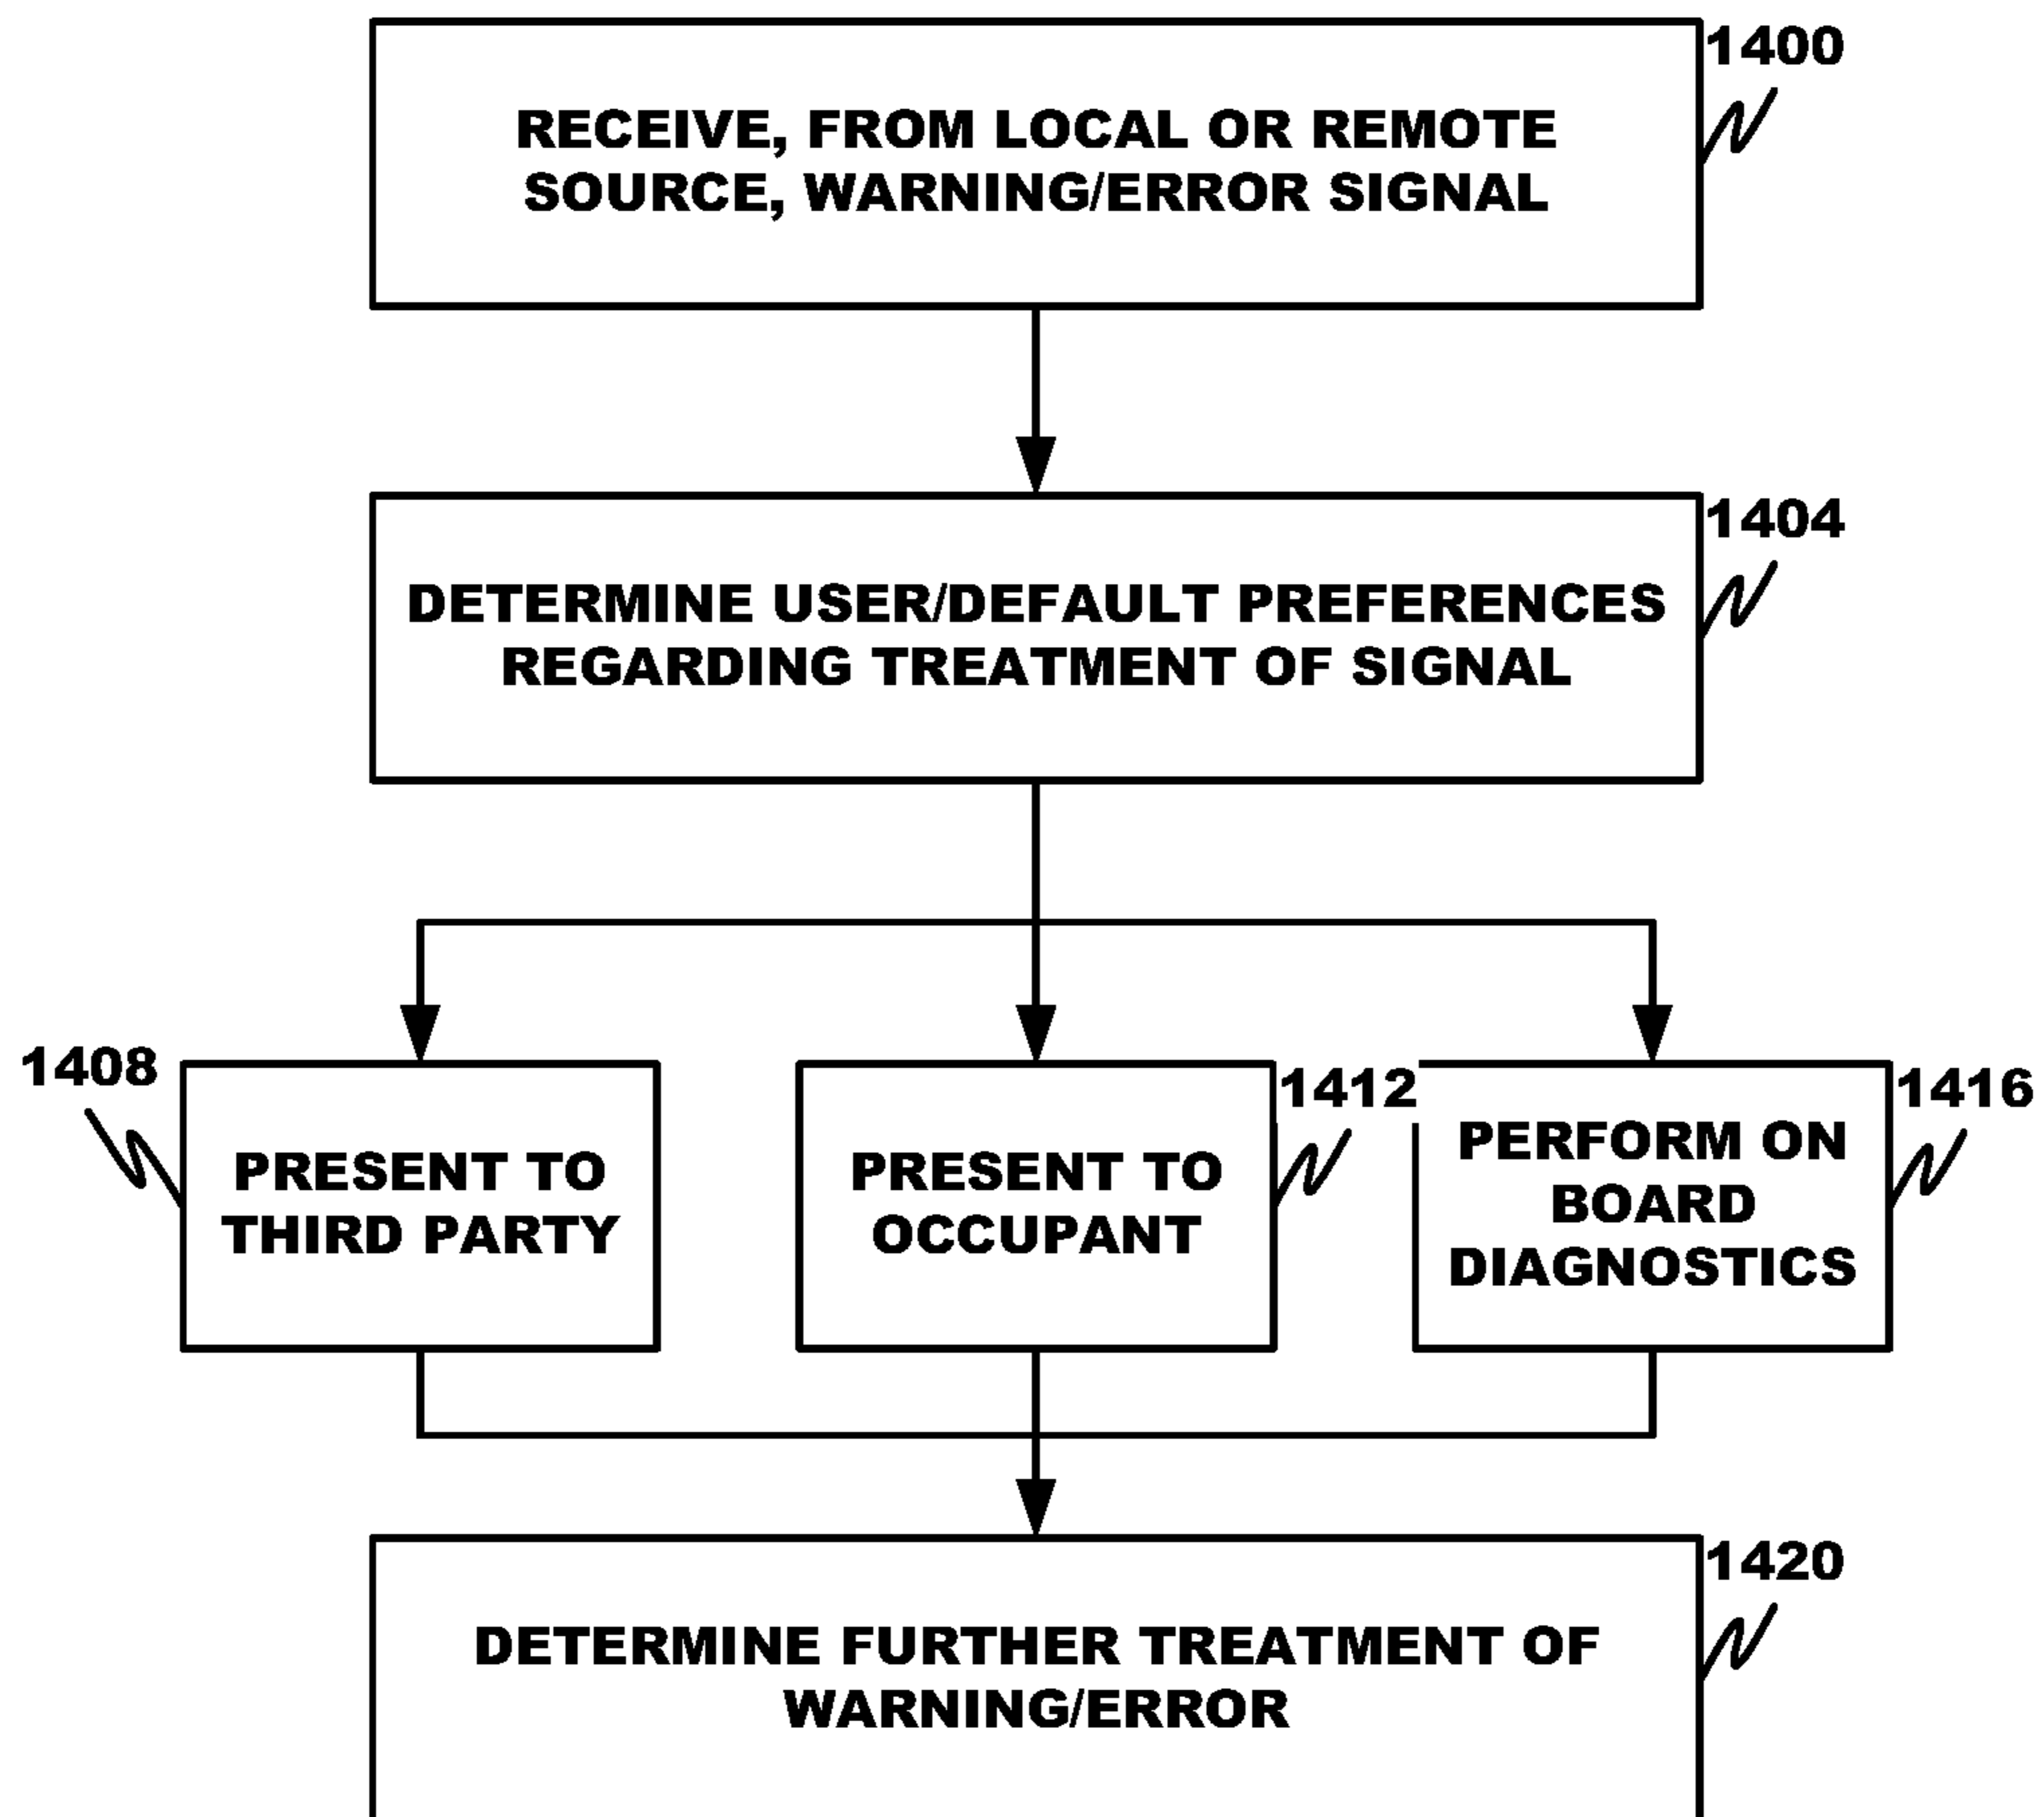 1400
RECEIVE, FROM LOCAL OR REMOTE
SOURCE, WARNING/ERROR SIGNAL
1404
DETERMINE USER/DEFAULT PREFERENCES
REGARDING TREATMENT OF SIGNAL
1408
PRESENT TO
THIRD PARTY
1412
PRESENT TO
OCCUPANT
1416
PERFORM ON
BOARD
DIAGNOSTICS
1420
DETERMINE FURTHER TREATMENT OF
WARNING/ERROR